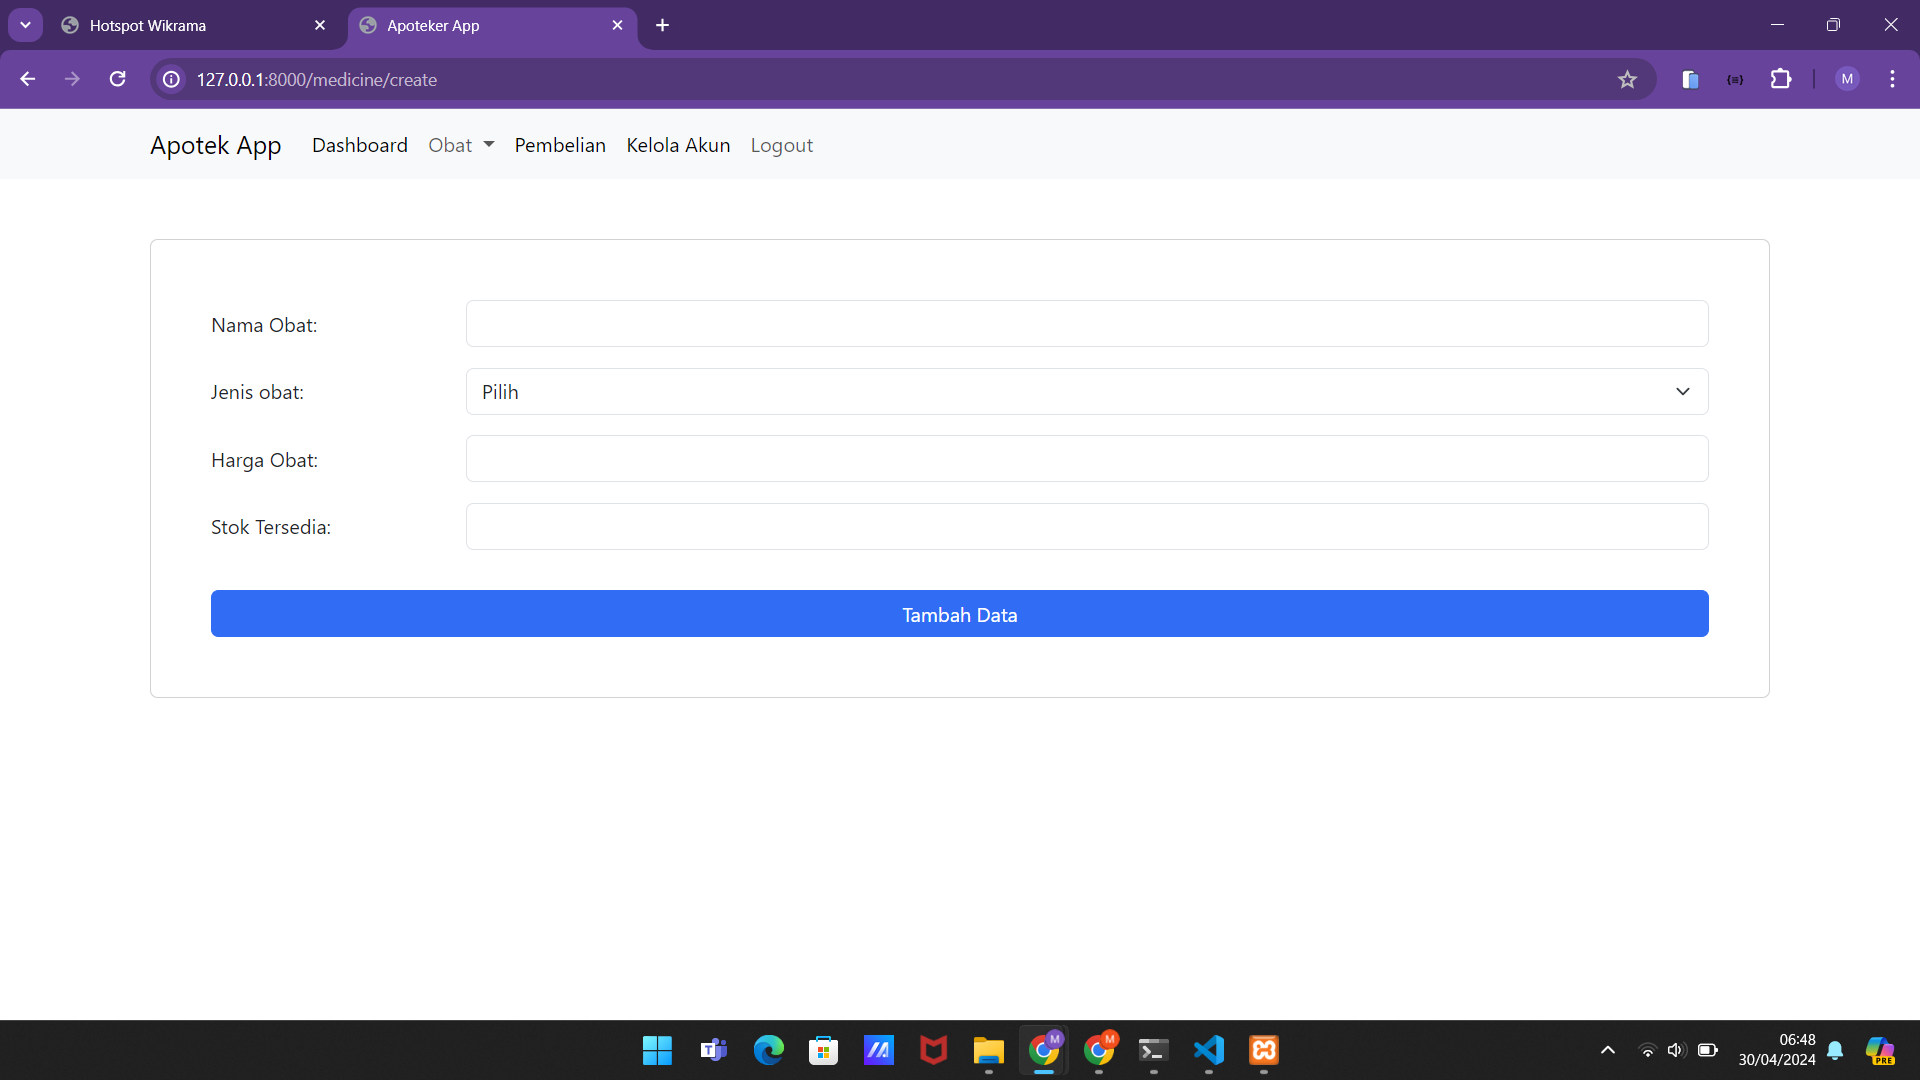 Hotspot Wikrama
Apoteker App
127.0.0.1:8000/medicine/create
M
Apotek App
Dashboard
Obat
Pembelian
Kelola Akun
Logout
Nama Obat:
Jenis obat:
Pilih
Harga Obat:
Stok Tersedia:
Tambah Data
M
M
06:48
30/04/2024
PRE